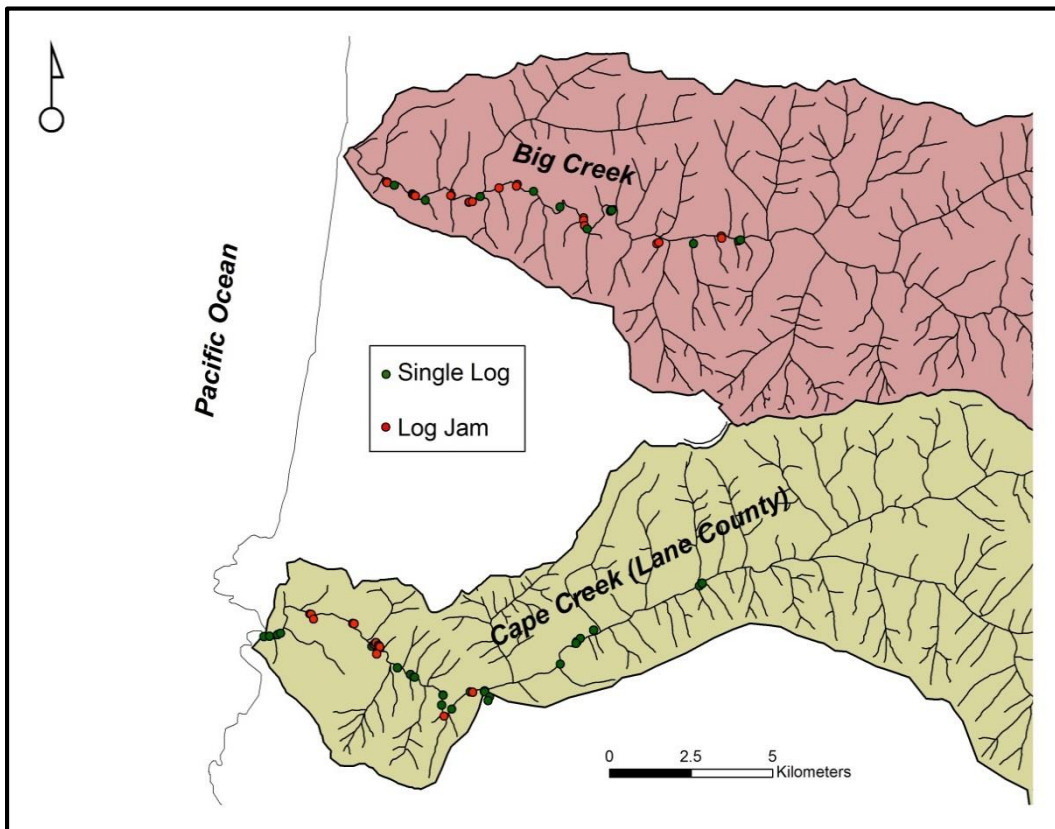 Big Creek
Pacific Ocean
Single Log
Log Jam
Cape Creek (Lane County)
0 2.5 5
Kilometers